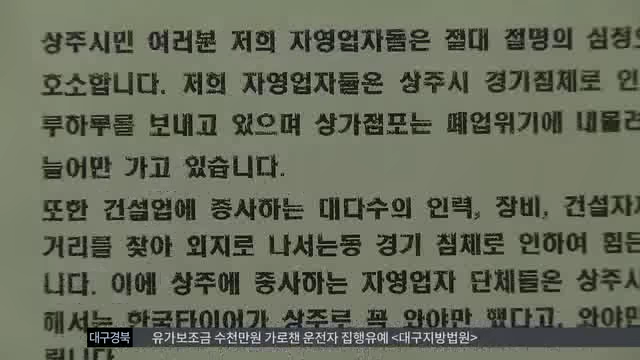 상주시민 여러분 저희 자영업자들은 절대 절명의 심정으
호소합니다. 저희 자영업자들은 상주시 경기침체로 인
루하루를 보내고 있으며 상가점포는 폐업위기에 내몰려
늘어만 가고 있습니다.
또한 건설업에 종사하는 대다수의 인력, 장비, 건설자재
거리를 찾아 외지로 나서는동 경기 침체로 인하여 힘든
니다. 이에 상주에 종사하는 자영업자 단체들은 상주시
해서는 한국타이어가 상주로 꼭 와야만 했다고, 와야만
립니다
대구경북 유가보조금 수천만원 가로챈 운전자 집행유예 <대구지방법원>